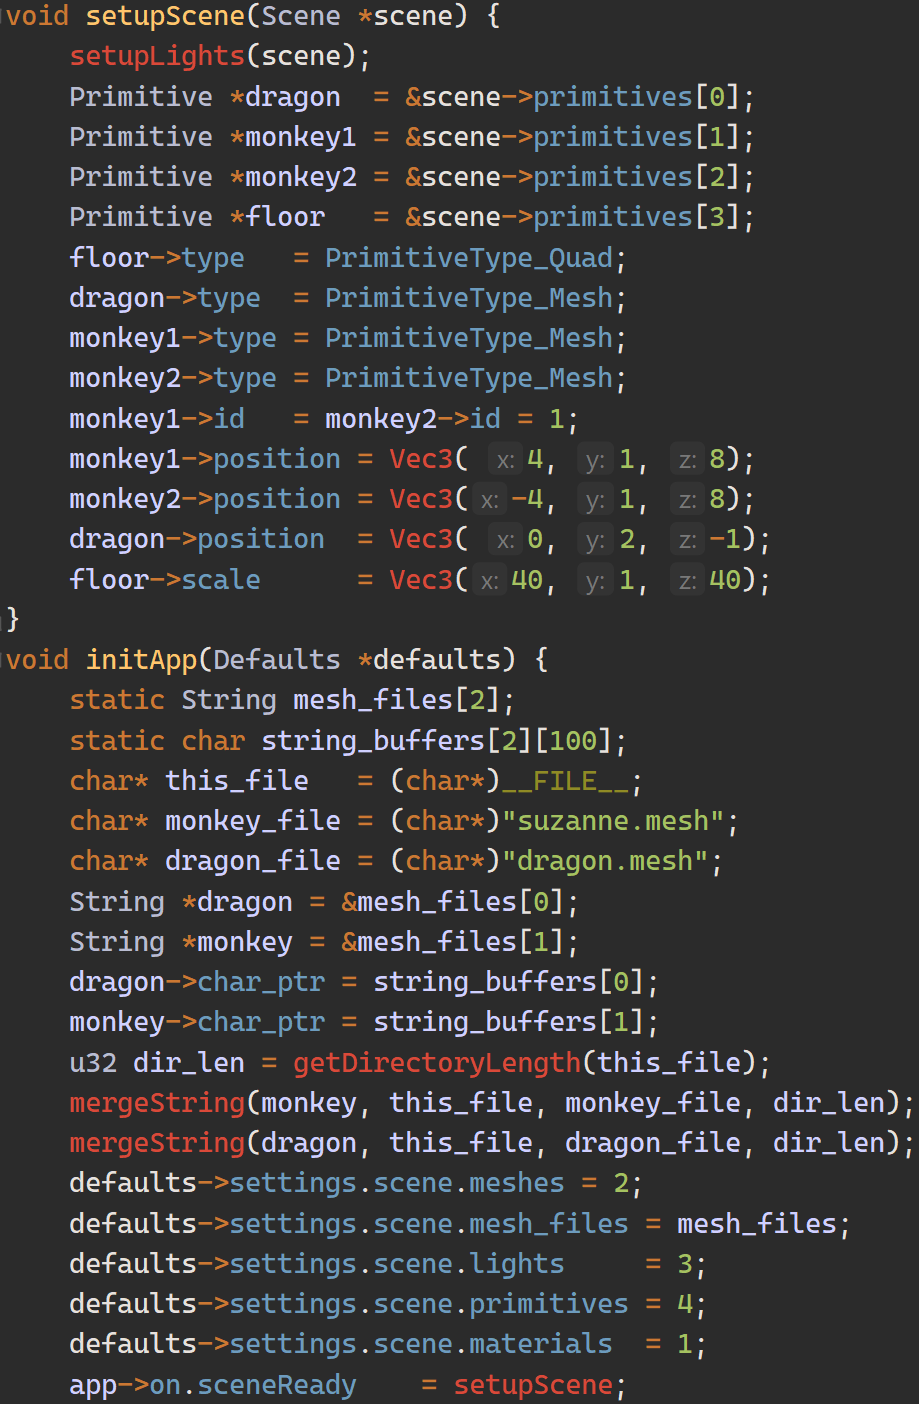 void setupScene(Scene *scene) {
    setupLights(scene);
    Primitive *dragon  = &scene->primitives[0];
    Primitive *monkey1 = &scene->primitives[1];
    Primitive *monkey2 = &scene->primitives[2];
    Primitive *floor   = &scene->primitives[3];
    floor->type   = PrimitiveType_Quad;
    dragon->type  = PrimitiveType_Mesh;
    monkey1->type = PrimitiveType_Mesh;
    monkey2->type = PrimitiveType_Mesh;
    monkey1->id   = monkey2->id = 1;
    monkey1->position = Vec3( x: 4, y: 1, z: 8);
    monkey2->position = Vec3( x: -4, y: 1, z: 8);
    dragon->position  = Vec3( x: 0, y: 2, z: -1);
    floor->scale      = Vec3( x: 40, y: 1, z: 40);
}
void initApp(Defaults *defaults) {
    static String mesh_files[2];
    static char string_buffers[2][100];
    char* this_file   = (char*)__FILE__;
    char* monkey_file = (char*)"suzanne.mesh";
    char* dragon_file = (char*)"dragon.mesh";
    String *dragon = &mesh_files[0];
    String *monkey = &mesh_files[1];
    dragon->char_ptr = string_buffers[0];
    monkey->char_ptr = string_buffers[1];
    u32 dir_len = getDirectoryLength(this_file);
    mergeString(monkey, this_file, monkey_file, dir_len);
    mergeString(dragon, this_file, dragon_file, dir_len);
    defaults->settings.scene.meshes = 2;
    defaults->settings.scene.mesh_files = mesh_files;
    defaults->settings.scene.lights     = 3;
    defaults->settings.scene.primitives = 4;
    defaults->settings.scene.materials  = 1;
    app->on.sceneReady    = setupScene;